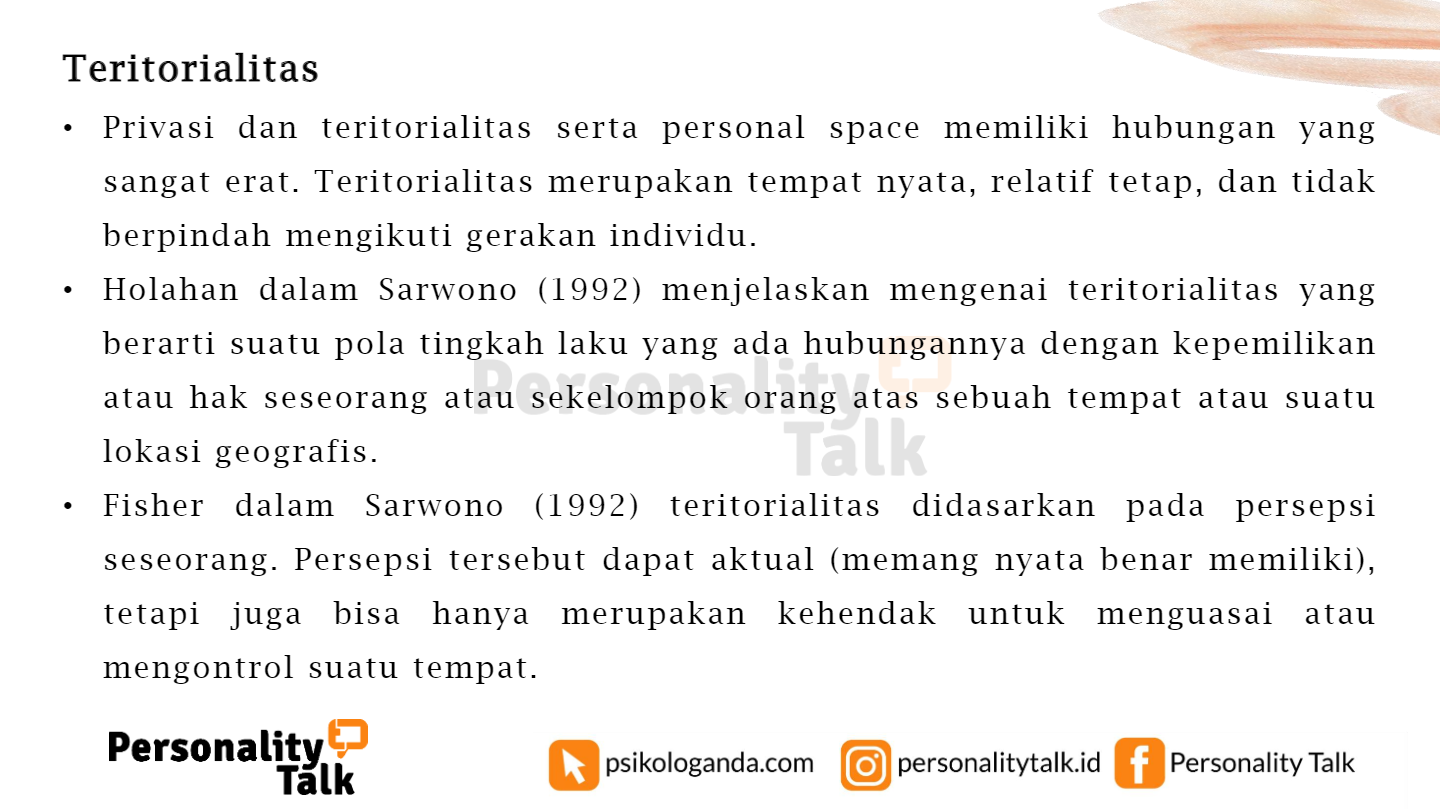 Teritorialitas
• Privasi dan teritorialitas serta personal space memiliki hubungan yang
sangat erat. Teritorialitas merupakan tempat nyata, relatif tetap, dan tidak
berpindah mengikuti gerakan individu.
• Holahan dalam Sarwono (1992) menjelaskan mengenai teritorialitas yang
berarti suatu pola tingkah laku yang ada hubungannya dengan kepemilikan
atau hak seseorang atau sekelompok orang atas sebuah tempat atau suatu
lokasi geografis.
• Fisher dalam Sarwono (1992) teritorialitas didasarkan pada persepsi
seseorang. Persepsi tersebut dapat aktual (memang nyata benar memiliki),
tetapi juga bisa hanya merupakan kehendak untuk menguasai atau
mengontrol suatu tempat.
Personality
Talk
Personality
Talk
psikologanda.com
personalitytalk.id
Personality Talk